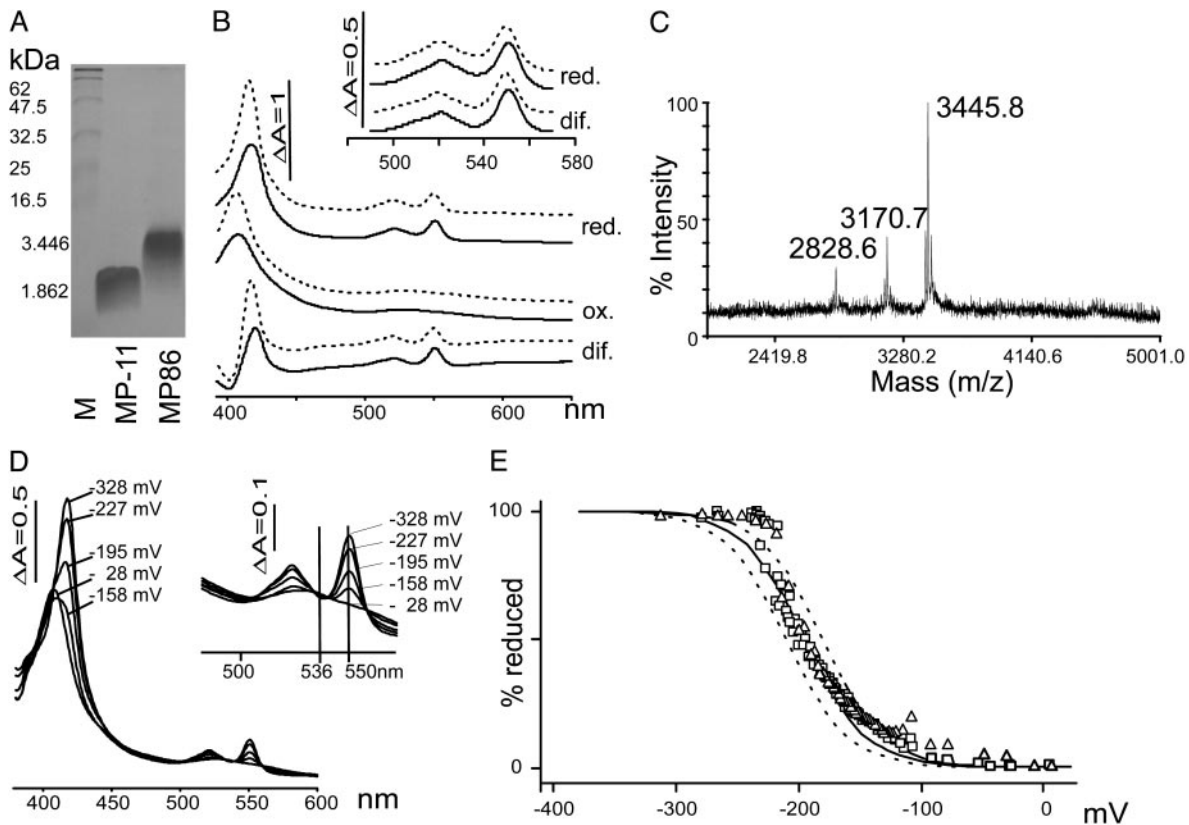 A
kDa
62
47.5
32.5
25
16.5
3.446
1.862
M
MP-11
MP86
B
ΔA=1
ΔA=0.5
red.
dif.
500 540 580
red.
ox.
dif.
400 500 600 nm
C
% Intensity
100
50
0
3445.8
3170.7
2828.6
2419.8 3280.2 4140.6 5001.0
Mass (m/z)
D
ΔA=0.5
-328 mV
-227 mV
-195 mV
28 mV
-158 mV
400 450 500 550 600 nm
ΔA=0.1
-328 mV
-227 mV
-195 mV
-158 mV
- 28 mV
500 536 550nm
E
% reduced
100
0
-400 -300 -200 -100 0 mV